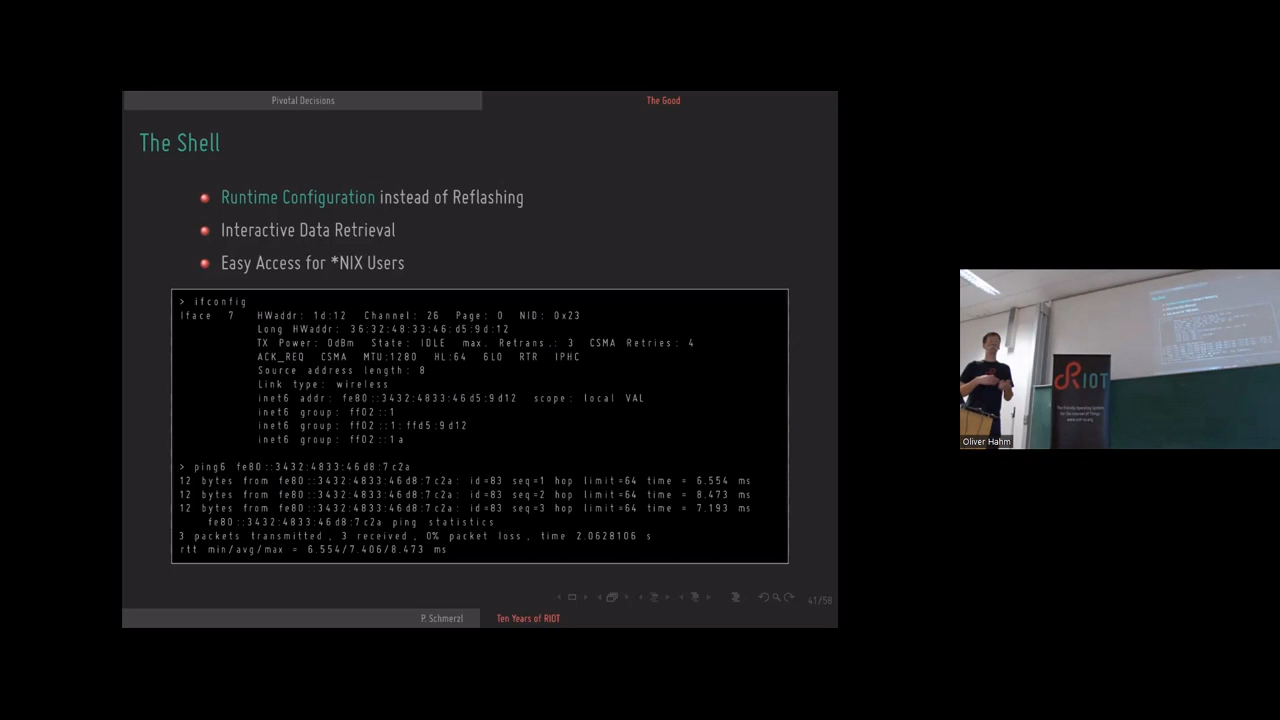 Pivotal Decisions
The Good
The Shell
Runtime Configuration instead of Reflashing
Interactive Data Retrieval
Easy Access for *NIX Users
> ifconfig
Iface 7 HWaddr: 1d:12 Channel: 26 Page: 0 NID: 0x23
Long HWaddr: 36:32:48:33:46:d5:9d:12
TX Power: 0dBm State: IDLE max. Retrans.: 3 CSMA Retries: 4
ACK_REQ CSMA MTU:1280 HL:64 6LO RTR IPHC
Source address length: 8
Link type: wireless
inet6 addr: fe80::3432:4833:46d5:9d12 scope: local VAL
inet6 group: ff02::1
inet6 group: ff02::1:ffd5:9d12
inet6 group: ff02::1a
> ping6 fe80::3432:4833:46d8:7c2a
12 bytes from fe80::3432:4833:46d8:7c2a: id=83 seq=1 hop limit=64 time = 6.554 ms
12 bytes from fe80::3432:4833:46d8:7c2a: id=83 seq=2 hop limit=64 time = 8.473 ms
12 bytes from fe80::3432:4833:46d8:7c2a: id=83 seq=3 hop limit=64 time = 7.193 ms
fe80::3432:4833:46d8:7c2a ping statistics
3 packets transmitted, 3 received, 0% packet loss, time 2.0628106 s
rtt min/avg/max = 6.554/7.406/8.473 ms
41/58
P. Schmerzl
Ten Years of RIOT
RIOT
The Friendly Operating System
for the Internet of Things
Oliver Hahm